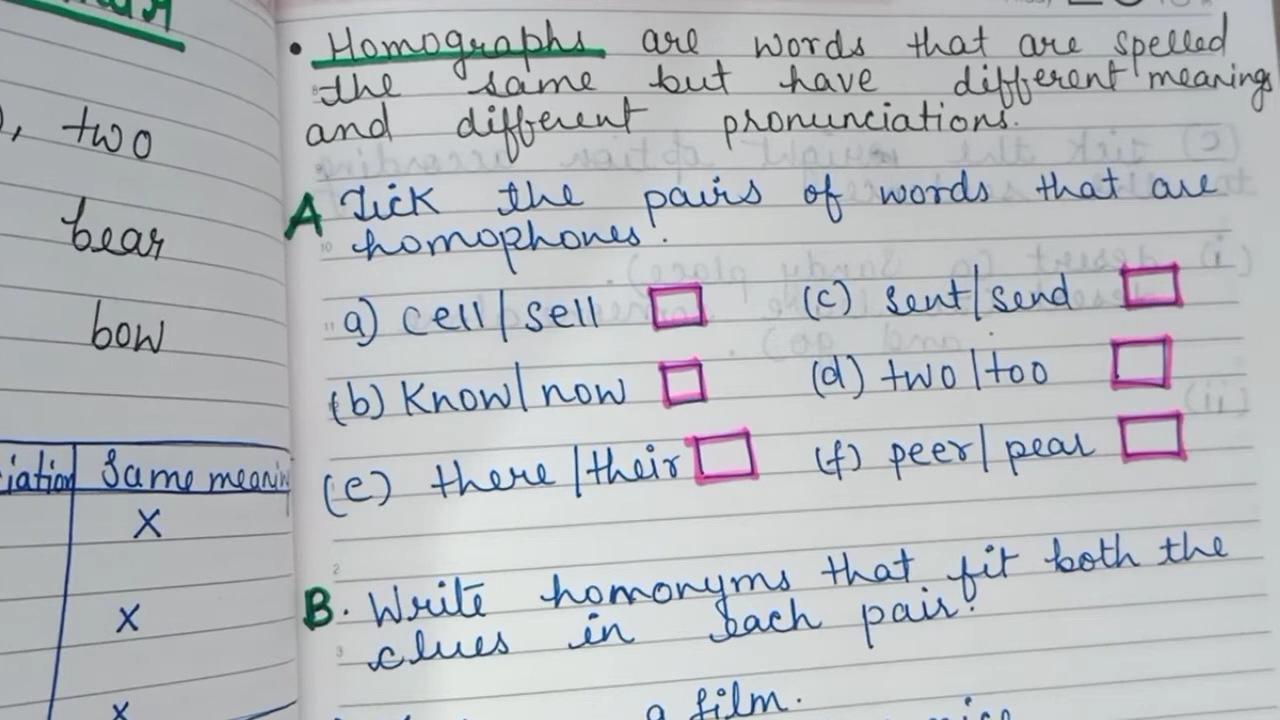 two
bear
bow
Same meanin
X
X
X
• Homographs are words that are spelled
the same but have different meanings
and different pronunciations.
A Tick the pairs of words that are
homophones.
a) cell/sell
(c) sent/send
(b) Know/now
(d) two/too
(e) there/their
(f) peer/pear
B. Write homonyms that fit both the
clues in each pair.
a film.